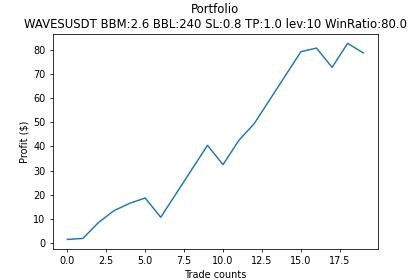 Portfolio
WAVESUSDT BBM:2.6 BBL:240 SL:0.8 TP:1.0 lev:10 WinRatio:80.0
Profit ($)
80
70
60
50
40
30
20
10
0
0.0 2.5 5.0 7.5 10.0 12.5 15.0 17.5
Trade counts